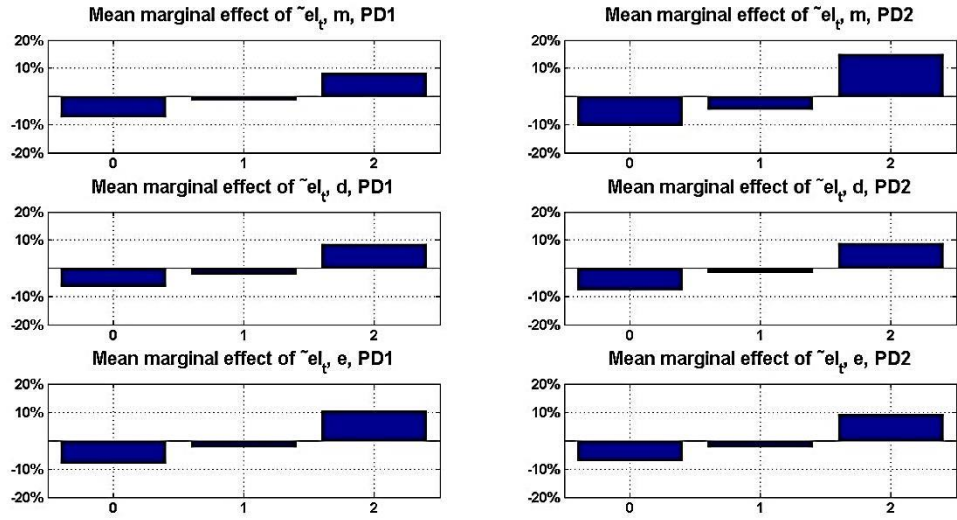 Mean marginal effect of ˜el_t, m, PD1
20%
10%
-10%
-20%
0 1 2
Mean marginal effect of ˜el_t, m, PD2
20%
10%
-10%
-20%
0 1 2
Mean marginal effect of ˜el_t, d, PD1
20%
10%
-10%
-20%
0 1 2
Mean marginal effect of ˜el_t, d, PD2
20%
10%
-10%
-20%
0 1 2
Mean marginal effect of ˜el_t, e, PD1
20%
10%
-10%
-20%
0 1 2
Mean marginal effect of ˜el_t, e, PD2
20%
10%
-10%
-20%
0 1 2